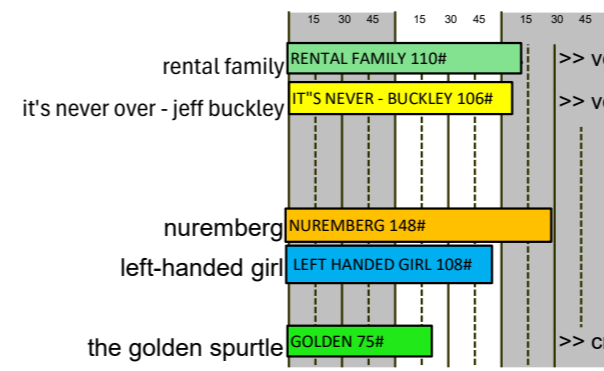 15 30 45 15 30 45 15 30 45
rental family RENTAL FAMILY 110# >>
it's never over - jeff buckley IT"S NEVER - BUCKLEY 106# >>
nuremberg NUREMBERG 148#
left-handed girl LEFT HANDED GIRL 108#
the golden spurtle GOLDEN 75# >>